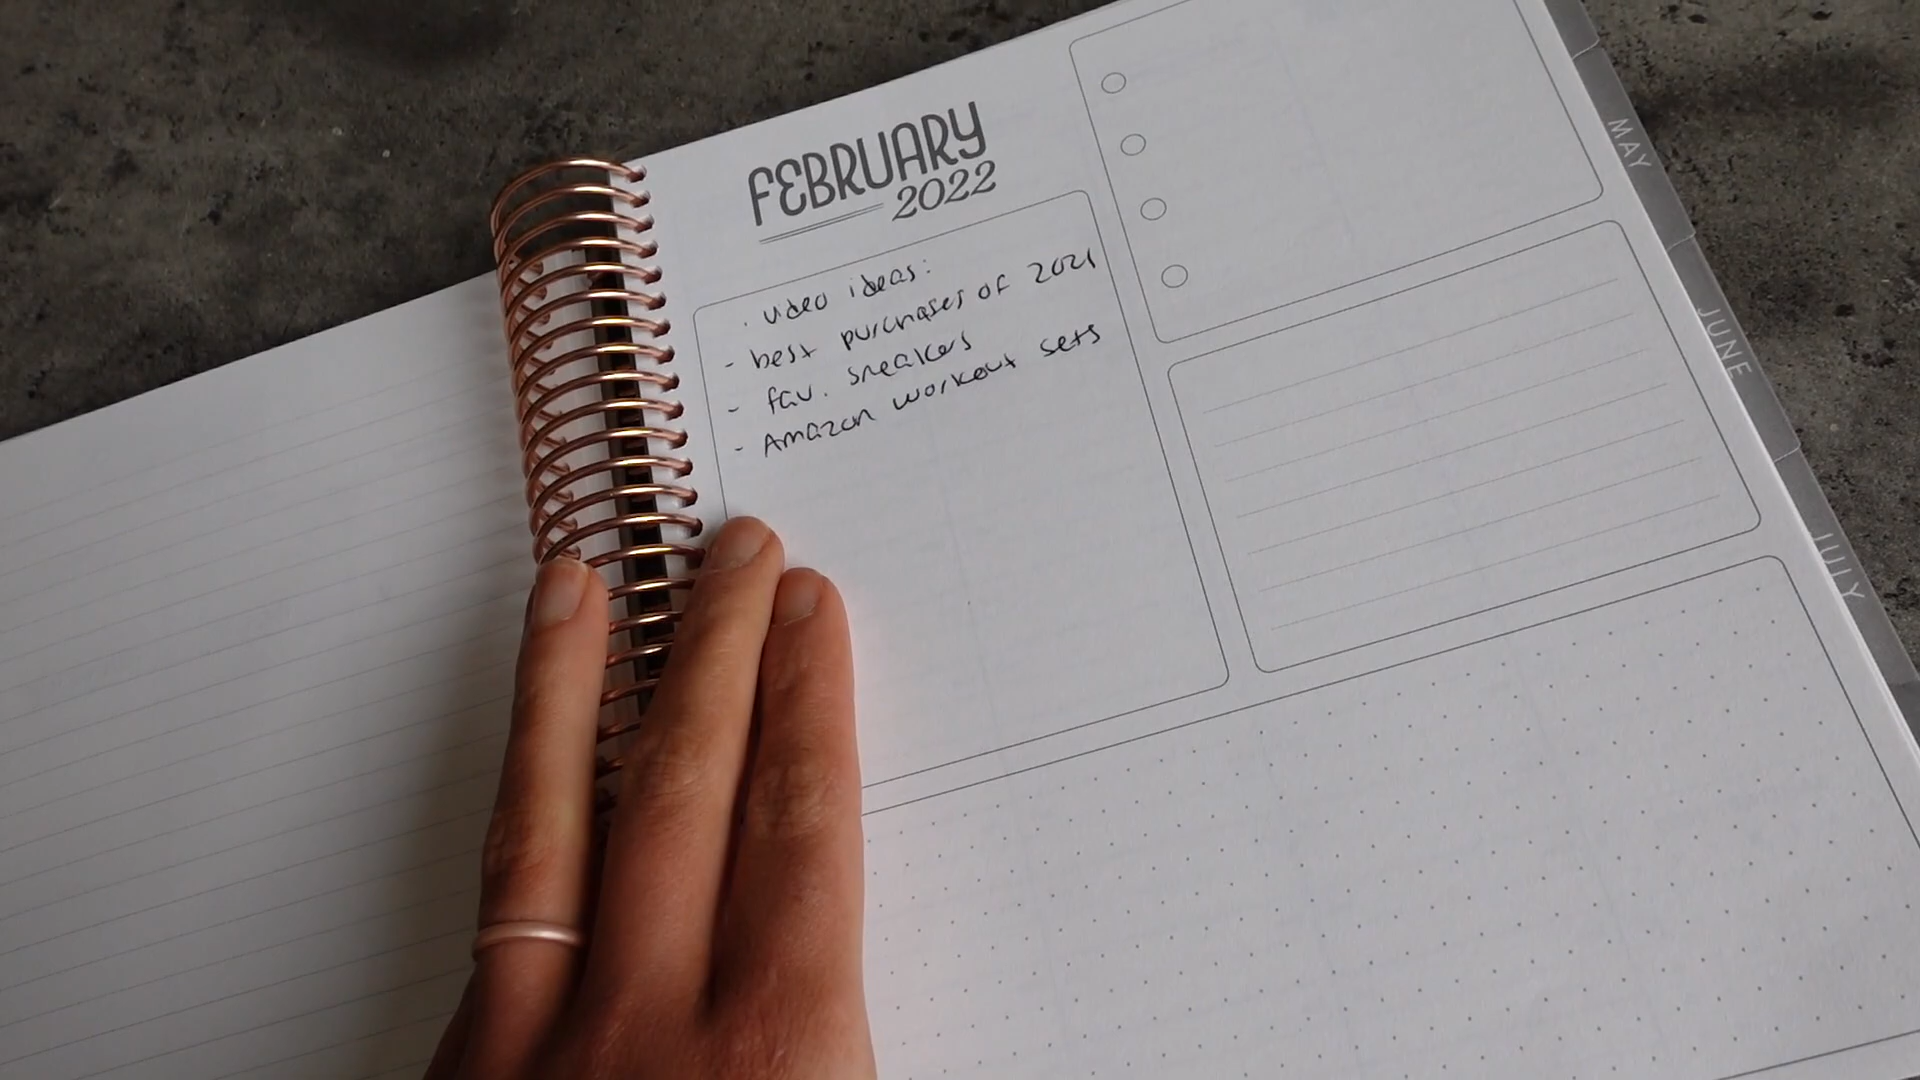 FEBRUARY
2022
. video ideas:
- best purchases of 2021
- fav. sneakers
- Amazon workout sets
MAY
JUNE
JULY